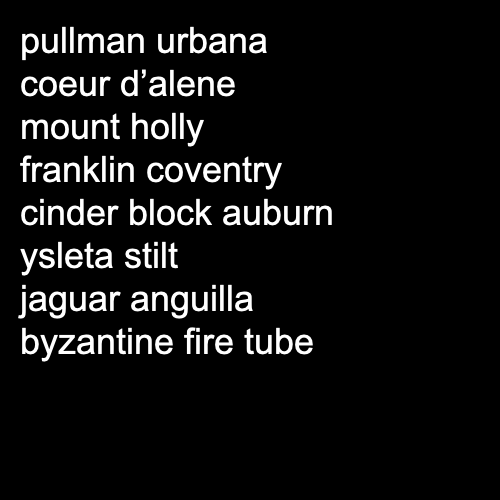 pullman urbana
coeur d’alene
mount holly
franklin coventry
cinder block auburn
ysleta stilt
jaguar anguilla
byzantine fire tube